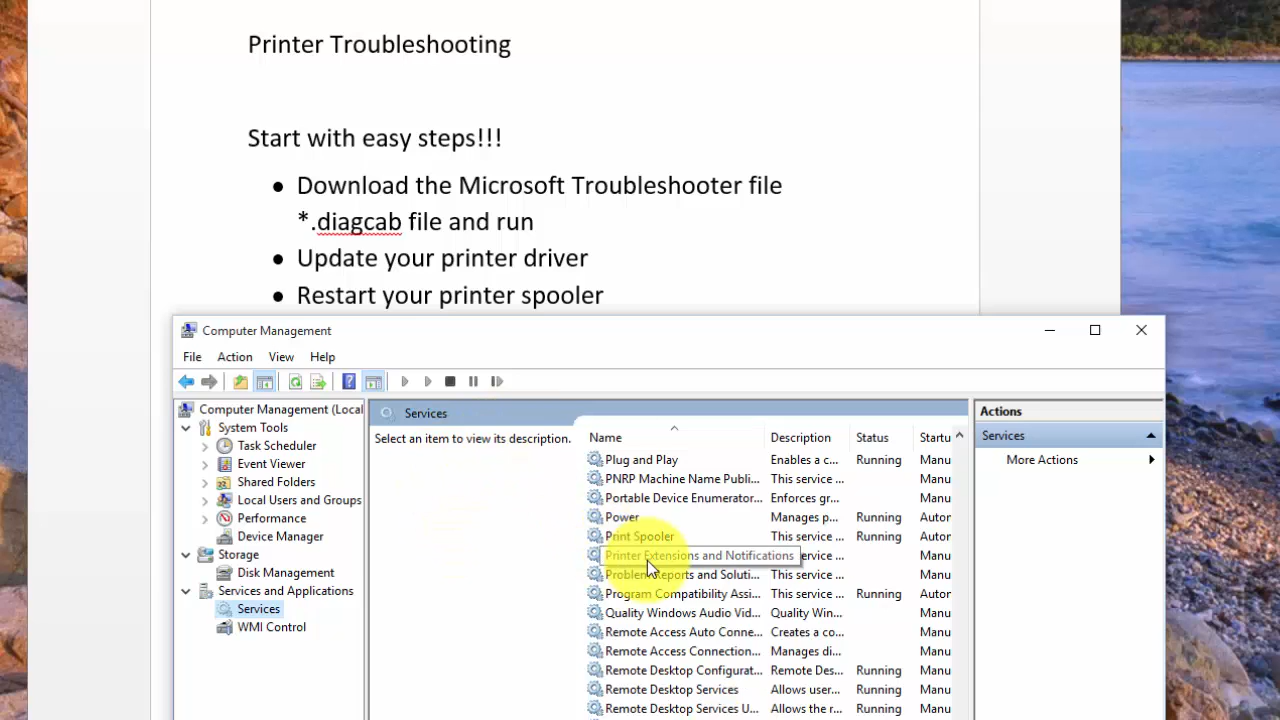 Printer Troubleshooting
Start with easy steps!!!
• Download the Microsoft Troubleshooter file
*.diagcab file and run
• Update your printer driver
• Restart your printer spooler
Computer Management
File Action View Help
Computer Management (Local
System Tools
Task Scheduler
Event Viewer
Shared Folders
Local Users and Groups
Performance
Device Manager
Storage
Disk Management
Services and Applications
Services
WMI Control
Services
Select an item to view its description.
Name Description Status Startu
Plug and Play Enables a c... Running Manu
PNRP Machine Name Publi... This service ... Manu
Portable Device Enumerator... Enforces gr... Manu
Power Manages p... Running Autor
Print Spooler This service ... Running Autor
Printer Extensions and Notifications ervice ... Manu
Problem Reports and Soluti... This service ... Manu
Program Compatibility Assi... This service ... Running Autor
Quality Windows Audio Vid... Quality Win... Manu
Remote Access Auto Conne... Creates a co... Manu
Remote Access Connection... Manages di... Manu
Remote Desktop Configurat... Remote Des... Running Manu
Remote Desktop Services Allows user... Running Manu
Remote Desktop Services U... Allows the r... Running Manu
Actions
Services
More Actions